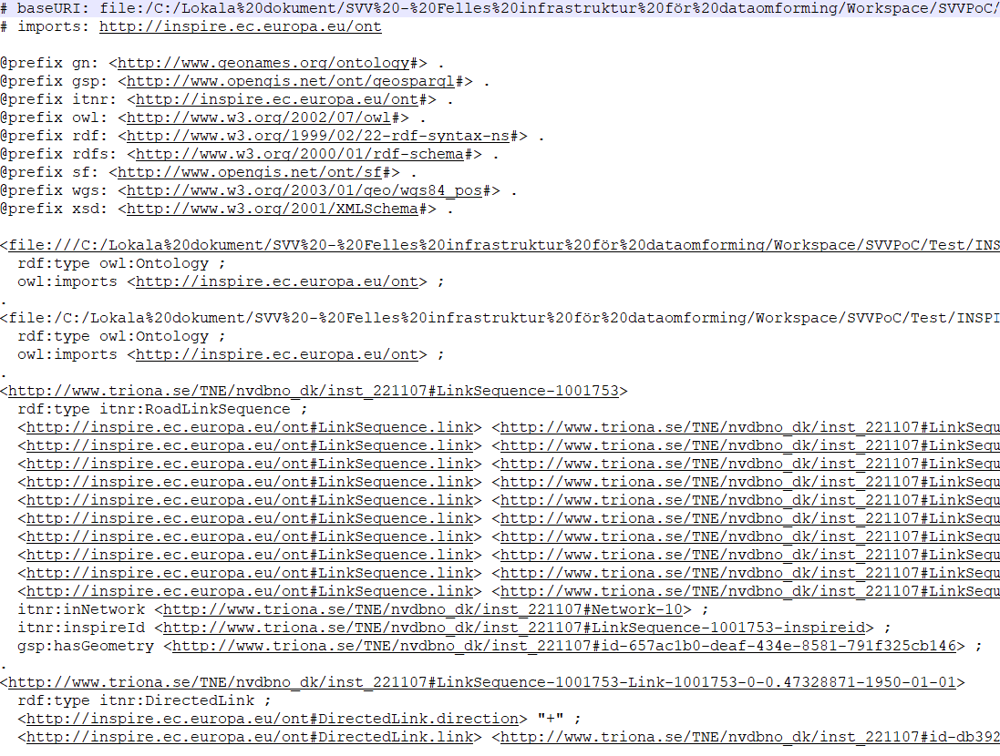 # baseURI: file:/C:/Lokala%20dokument/SVV%20-%20Felles%20infrastruktur%20för%20dataomforming/Workspace/SVVPoC/
# imports: http://inspire.ec.europa.eu/ont
@prefix gn: <http://www.geonames.org/ontology#> .
@prefix gsp: <http://www.opengis.net/ont/geosparql#> .
@prefix itnr: <http://inspire.ec.europa.eu/ont#> .
@prefix owl: <http://www.w3.org/2002/07/owl#> .
@prefix rdf: <http://www.w3.org/1999/02/22-rdf-syntax-ns#> .
@prefix rdfs: <http://www.w3.org/2000/01/rdf-schema#> .
@prefix sf: <http://www.opengis.net/ont/sf#> .
@prefix wgs: <http://www.w3.org/2003/01/geo/wgs84_pos#> .
@prefix xsd: <http://www.w3.org/2001/XMLSchema#> .
<file:///C:/Lokala%20dokument/SVV%20-%20Felles%20infrastruktur%20för%20dataomforming/Workspace/SVVPoC/Test/INS
rdf:type owl:Ontology ;
owl:imports <http://inspire.ec.europa.eu/ont> ;
.
<file:/C:/Lokala%20dokument/SVV%20-%20Felles%20infrastruktur%20för%20dataomforming/Workspace/SVVPoC/Test/INSPI
rdf:type owl:Ontology ;
owl:imports <http://inspire.ec.europa.eu/ont> ;
.
<http://www.triona.se/TNE/nvdbno_dk/inst_221107#LinkSequence-1001753>
rdf:type itnr:RoadLinkSequence ;
<http://inspire.ec.europa.eu/ont#LinkSequence.link> <http://www.triona.se/TNE/nvdbno_dk/inst_221107#LinkSequ
<http://inspire.ec.europa.eu/ont#LinkSequence.link> <http://www.triona.se/TNE/nvdbno_dk/inst_221107#LinkSequ
<http://inspire.ec.europa.eu/ont#LinkSequence.link> <http://www.triona.se/TNE/nvdbno_dk/inst_221107#LinkSequ
<http://inspire.ec.europa.eu/ont#LinkSequence.link> <http://www.triona.se/TNE/nvdbno_dk/inst_221107#LinkSequ
<http://inspire.ec.europa.eu/ont#LinkSequence.link> <http://www.triona.se/TNE/nvdbno_dk/inst_221107#LinkSequ
<http://inspire.ec.europa.eu/ont#LinkSequence.link> <http://www.triona.se/TNE/nvdbno_dk/inst_221107#LinkSequ
<http://inspire.ec.europa.eu/ont#LinkSequence.link> <http://www.triona.se/TNE/nvdbno_dk/inst_221107#LinkSequ
<http://inspire.ec.europa.eu/ont#LinkSequence.link> <http://www.triona.se/TNE/nvdbno_dk/inst_221107#LinkSequ
<http://inspire.ec.europa.eu/ont#LinkSequence.link> <http://www.triona.se/TNE/nvdbno_dk/inst_221107#LinkSequ
<http://inspire.ec.europa.eu/ont#LinkSequence.link> <http://www.triona.se/TNE/nvdbno_dk/inst_221107#LinkSequ
itnr:inNetwork <http://www.triona.se/TNE/nvdbno_dk/inst_221107#Network-10> ;
itnr:inspireId <http://www.triona.se/TNE/nvdbno_dk/inst_221107#LinkSequence-1001753-inspireid> ;
gsp:hasGeometry <http://www.triona.se/TNE/nvdbno_dk/inst_221107#id-657ac1b0-deaf-434e-8581-791f325cb146> ;
.
<http://www.triona.se/TNE/nvdbno_dk/inst_221107#LinkSequence-1001753-Link-1001753-0-0.47328871-1950-01-01>
rdf:type itnr:DirectedLink ;
<http://inspire.ec.europa.eu/ont#DirectedLink.direction> "+" ;
<http://inspire.ec.europa.eu/ont#DirectedLink.link> <http://www.triona.se/TNE/nvdbno_dk/inst_221107#id-db392